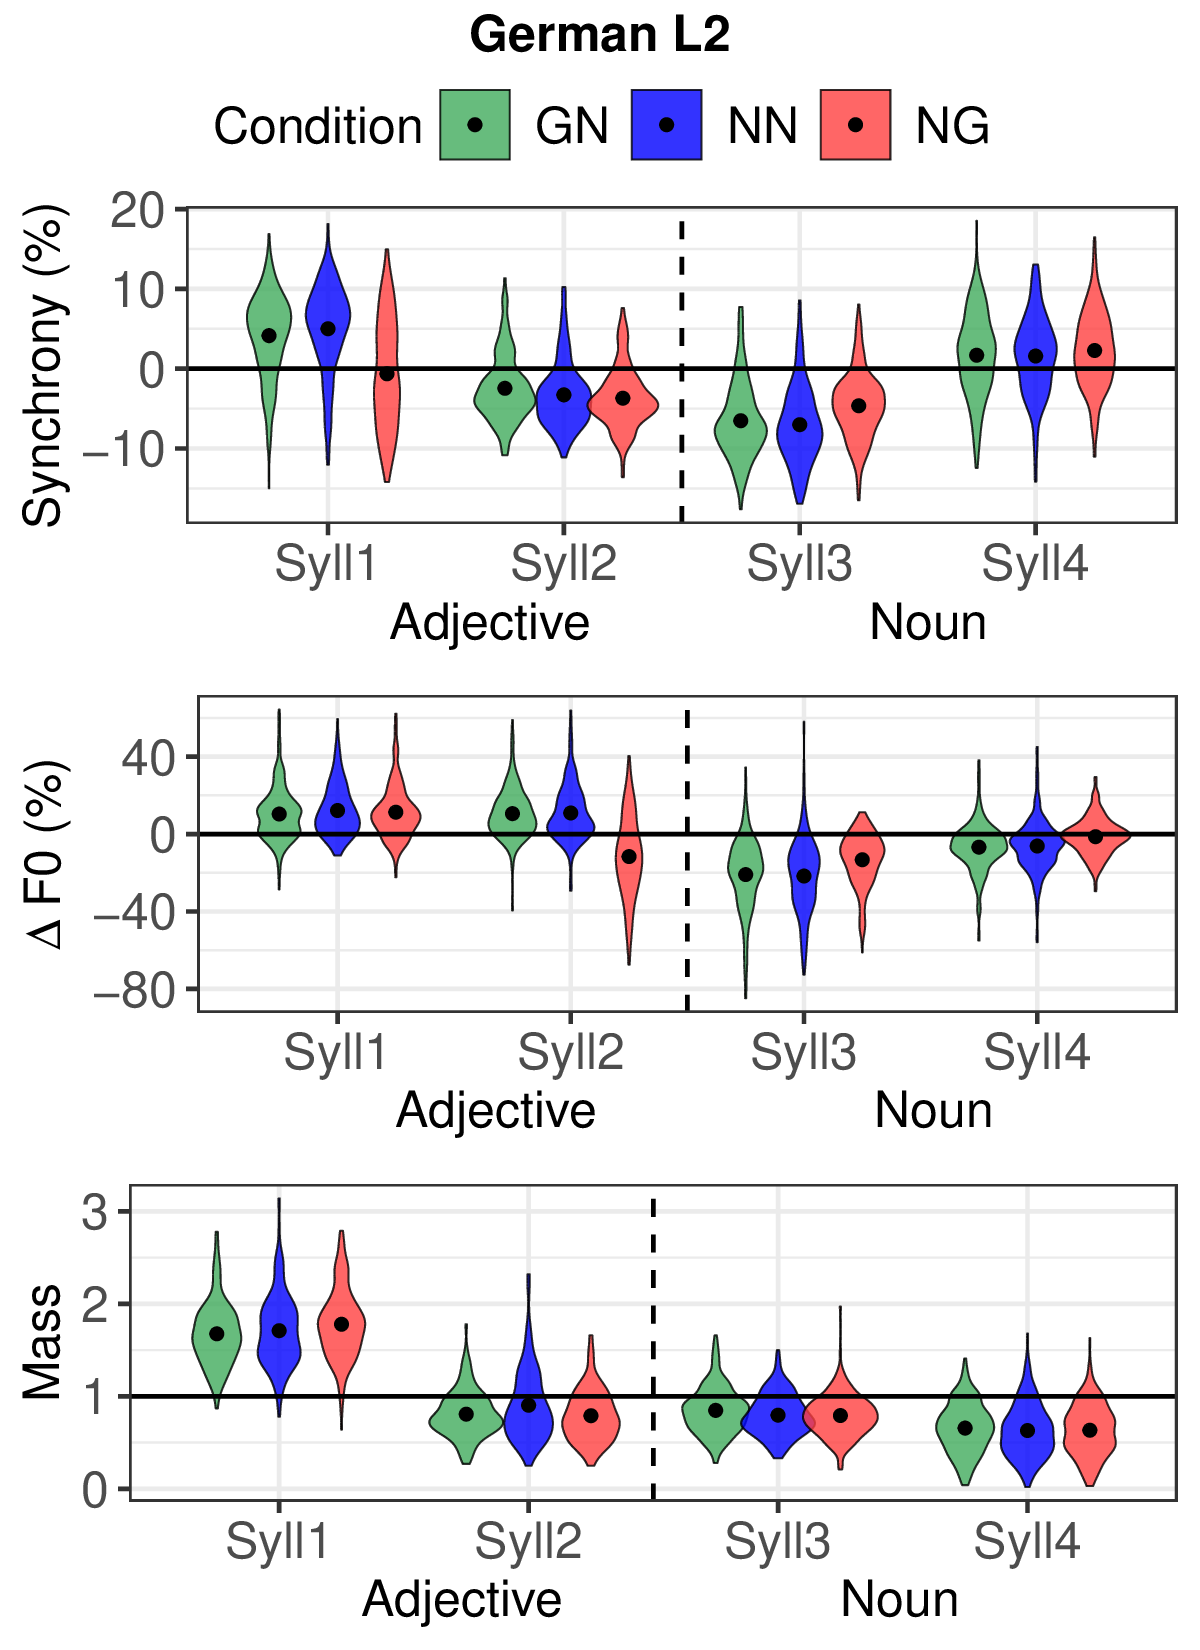 German L2
Condition GN NN NG
Synchrony (%)
20
10
0
−10
Syll1 Syll2 Syll3 Syll4
Adjective Noun
Δ F0 (%)
40
0
−40
−80
Syll1 Syll2 Syll3 Syll4
Adjective Noun
Mass
3
2
1
0
Syll1 Syll2 Syll3 Syll4
Adjective Noun